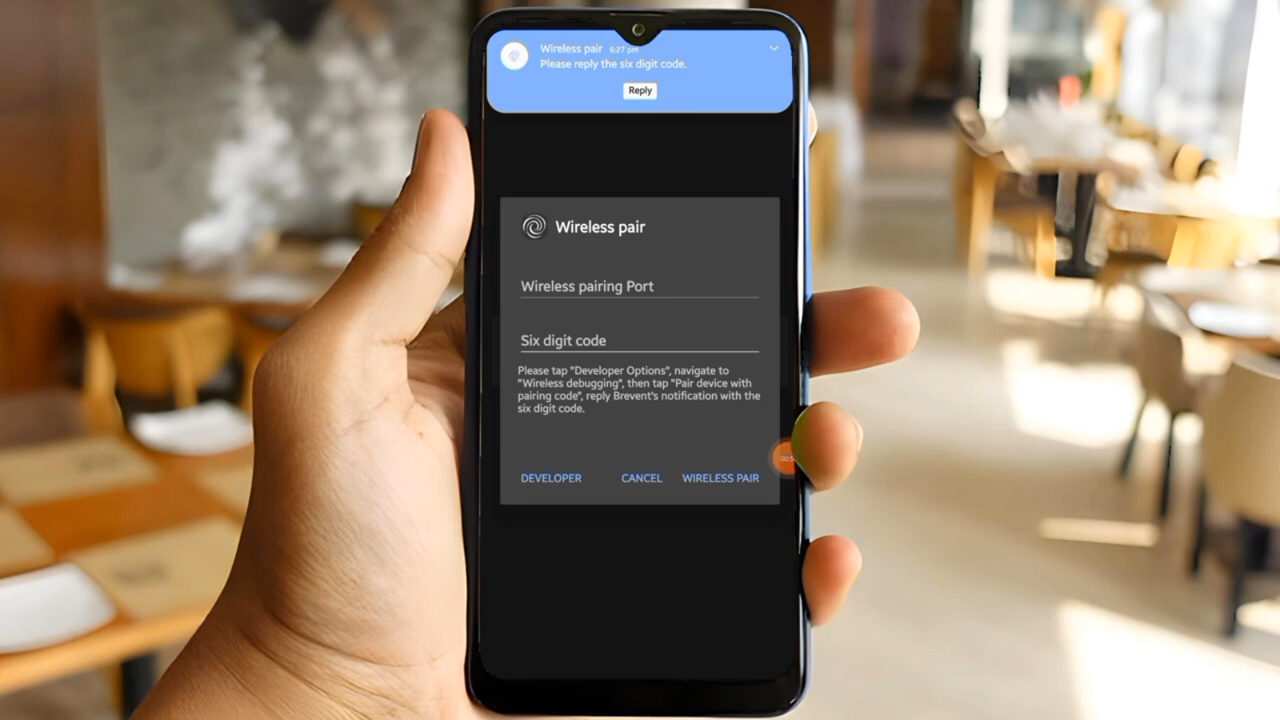 Wireless pair 6:27 pm
Please reply the six digit code.
Reply
Wireless pair
Wireless pairing Port
Six digit code
Please tap "Developer Options", navigate to
"Wireless debugging", then tap "Pair device with
pairing code", reply Brevent's notification with the
six digit code.
DEVELOPER CANCEL WIRELESS PAIR